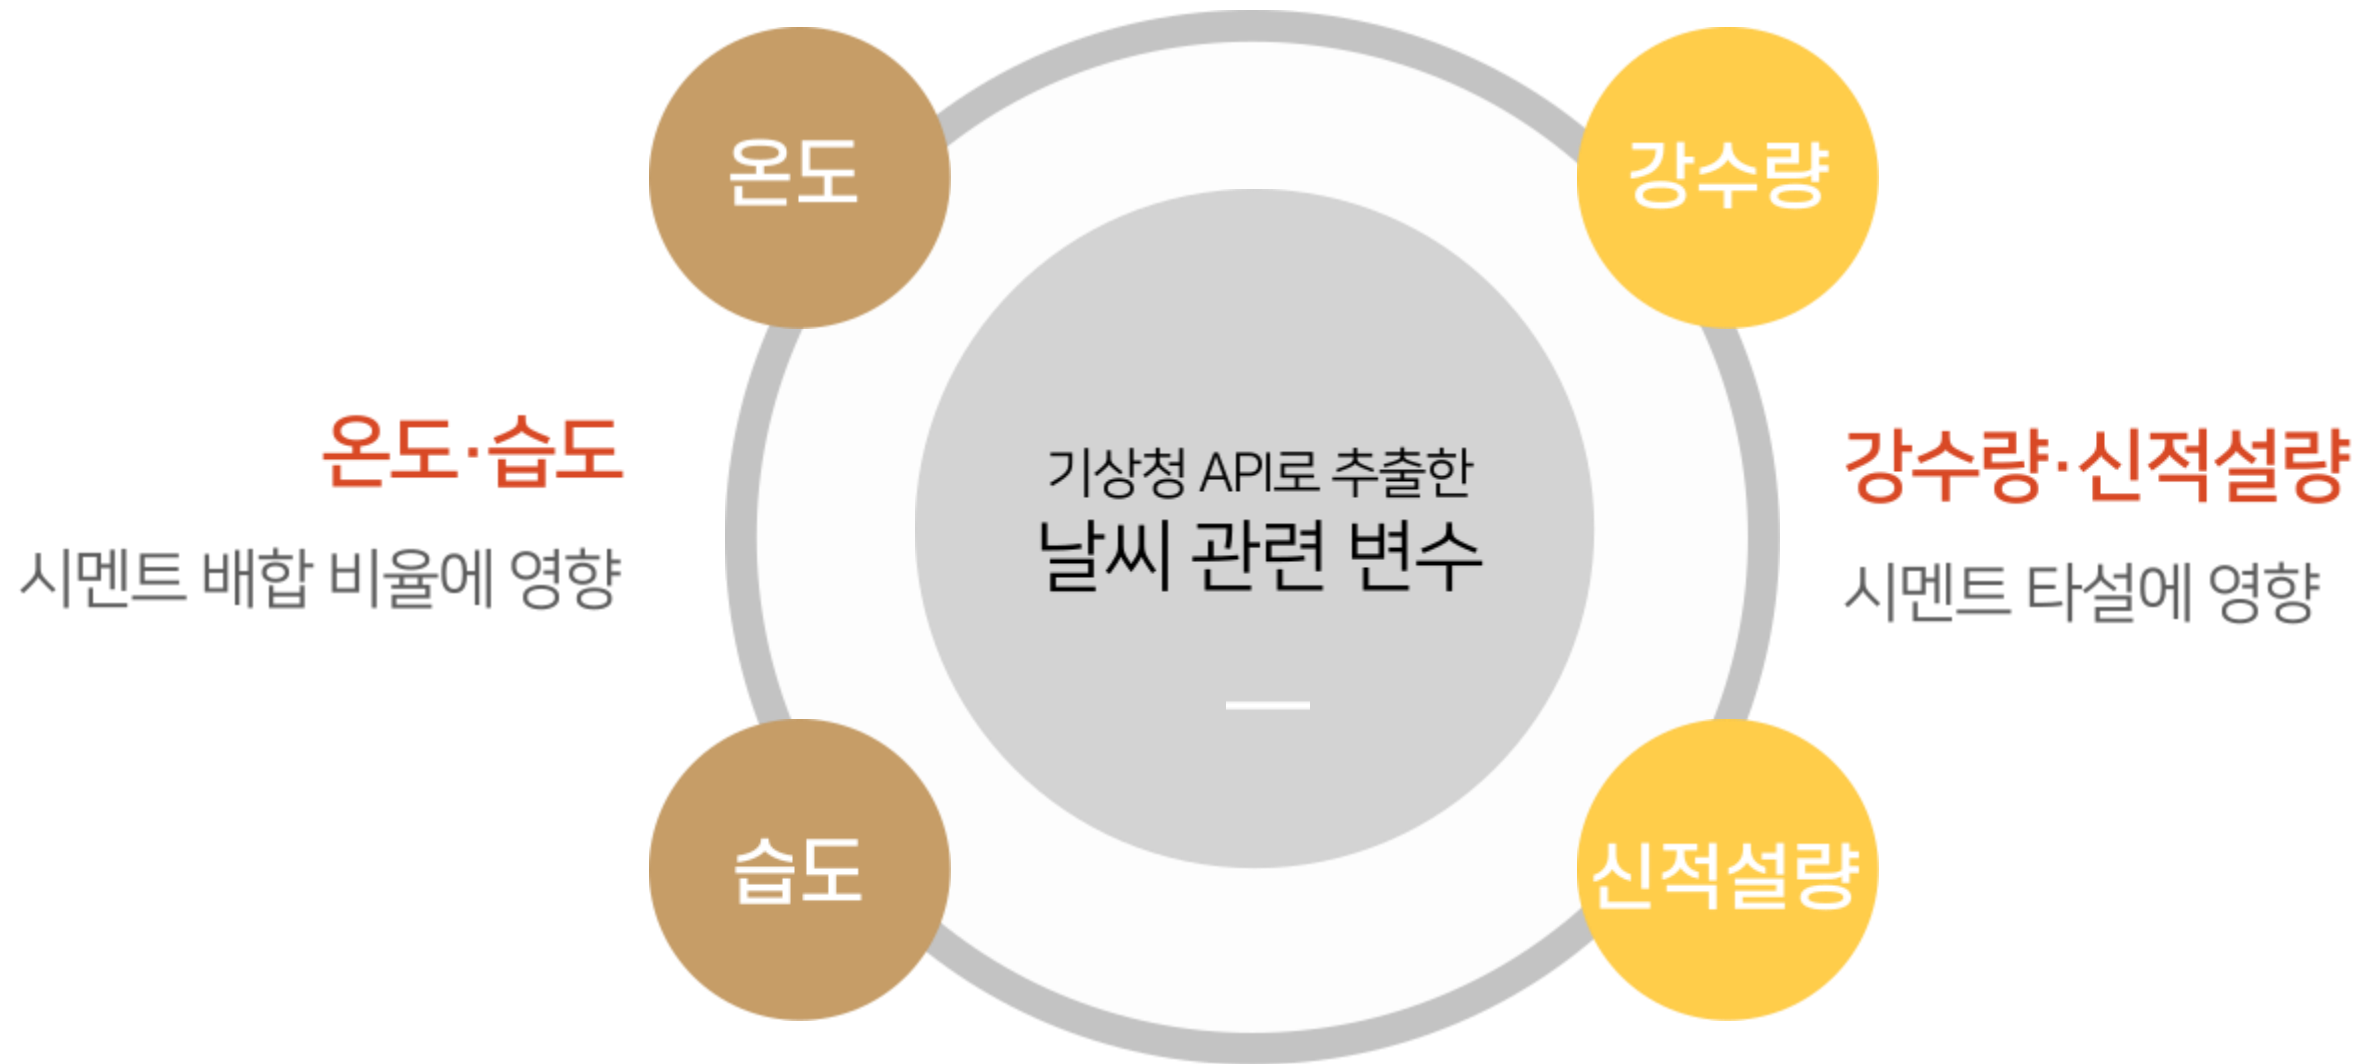 온도
강수량
온도·습도
시멘트 배합 비율에 영향
기상청 API로 추출한
날씨 관련 변수
강수량·신적설량
시멘트 타설에 영향
습도
신적설량